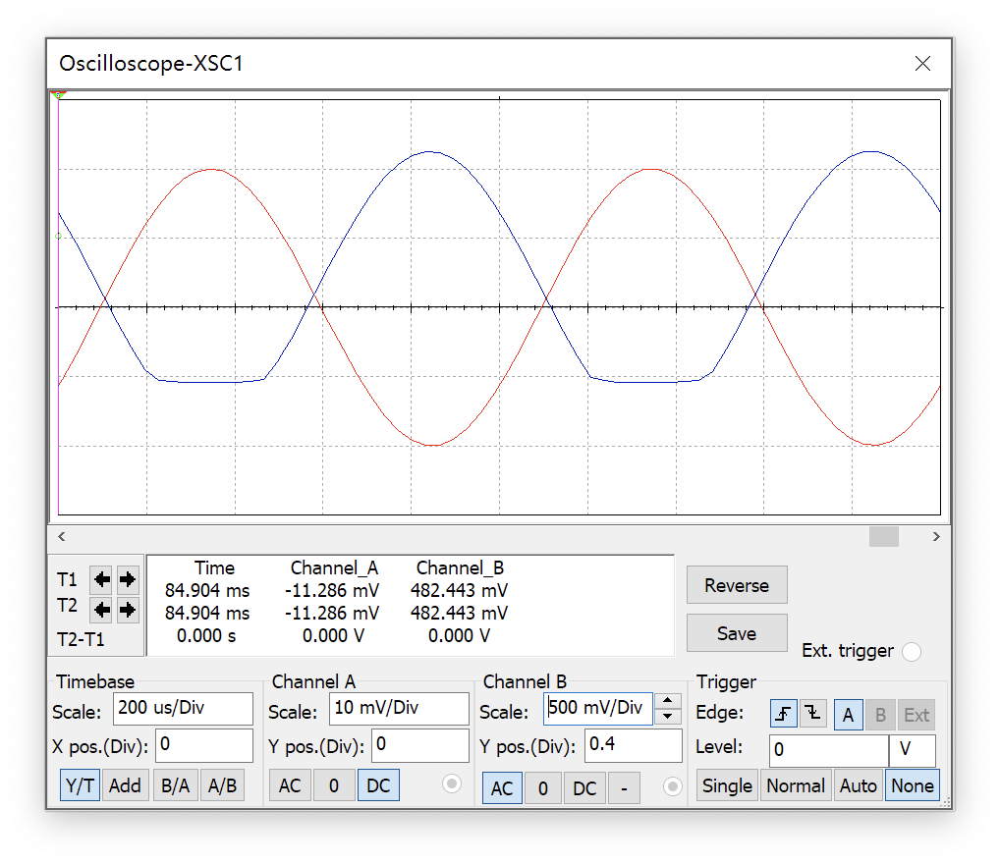 Oscilloscope-XSC1
Time Channel_A Channel_B
T1 84.904 ms -11.286 mV 482.443 mV
T2 84.904 ms -11.286 mV 482.443 mV
T2-T1 0.000 s 0.000 V 0.000 V
Reverse
Save
Ext. trigger
Timebase
Scale: 200 us/Div
X pos.(Div): 0
Y/T Add B/A A/B
Channel A
Scale: 10 mV/Div
Y pos.(Div): 0
AC 0 DC
Channel B
Scale: 500 mV/Div
Y pos.(Div): 0.4
AC 0 DC -
Trigger
Edge: A B Ext
Level: 0 V
Single Normal Auto None